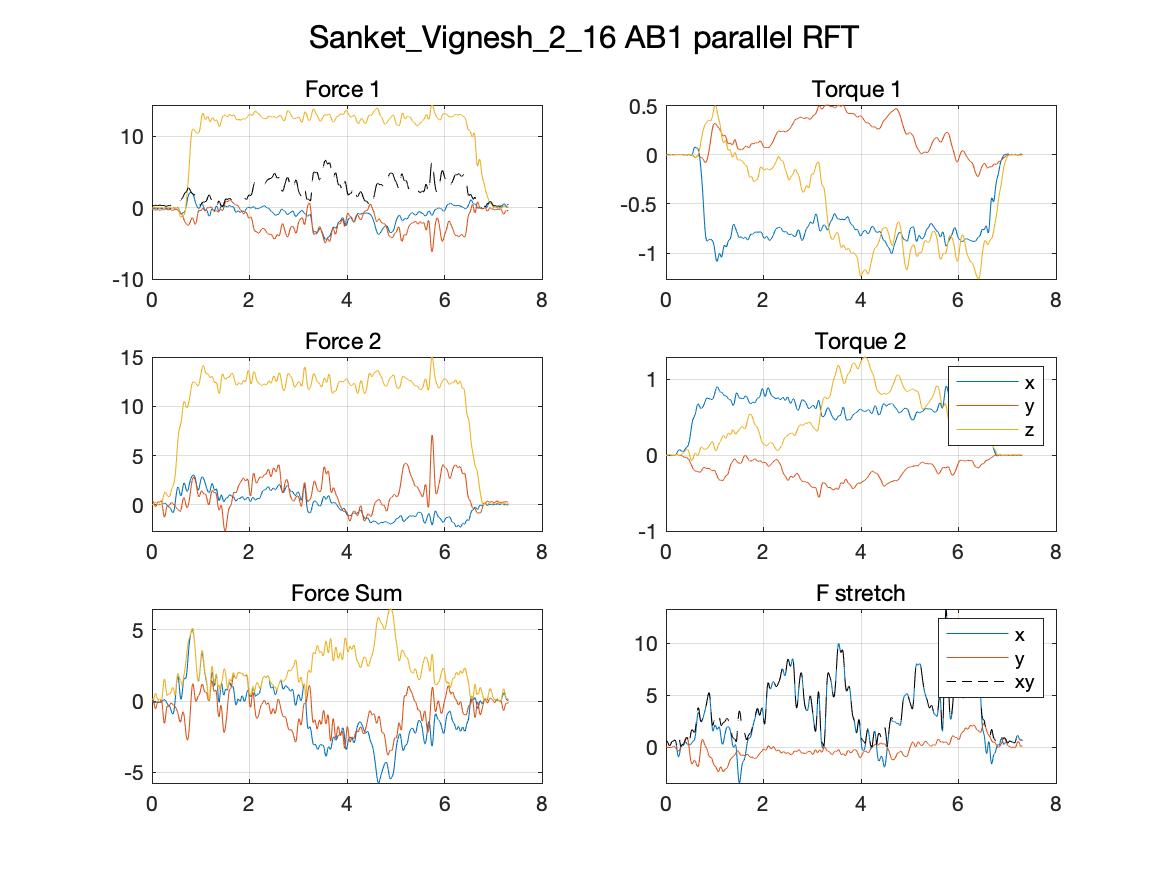 Sanket_Vignesh_2_16 AB1 parallel RFT
Force 1
10
0
-10
0 2 4 6 8
Torque 1
0.5
0
-0.5
-1
0 2 4 6 8
Force 2
15
10
5
0
0 2 4 6 8
Torque 2
1
0
-1
x
y
z
0 2 4 6 8
Force Sum
5
0
-5
0 2 4 6 8
F stretch
10
5
0
x
y
xy
0 2 4 6 8